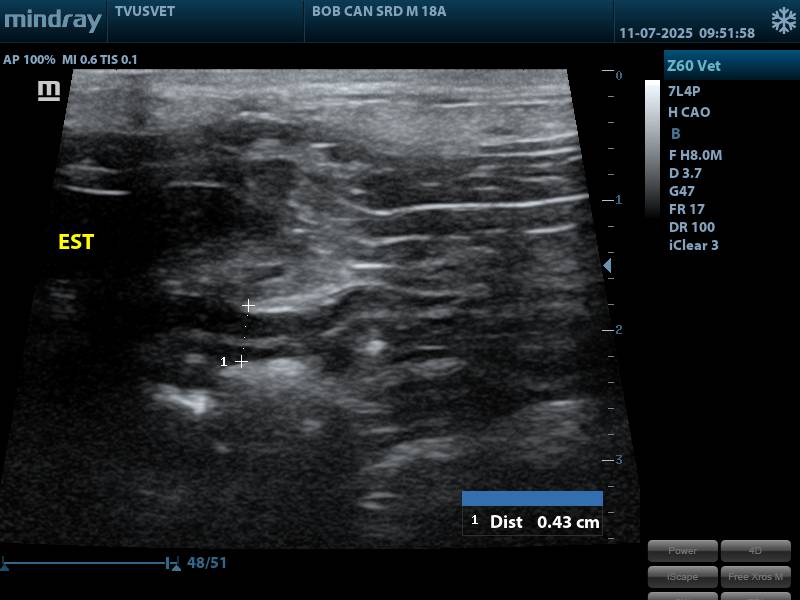 mindray
TVUSVET
BOB CAN SRD M 18A
11-07-2025 09:51:58
AP 100% MI 0.6 TIS 0.1
m
Z60 Vet
7L4P
H CAO
B
F H8.0M
D 3.7
G47
FR 17
DR 100
iClear 3
0
1
2
3
EST
1
1 Dist 0.43 cm
48/51
Power
4D
iScape
Free Xros M